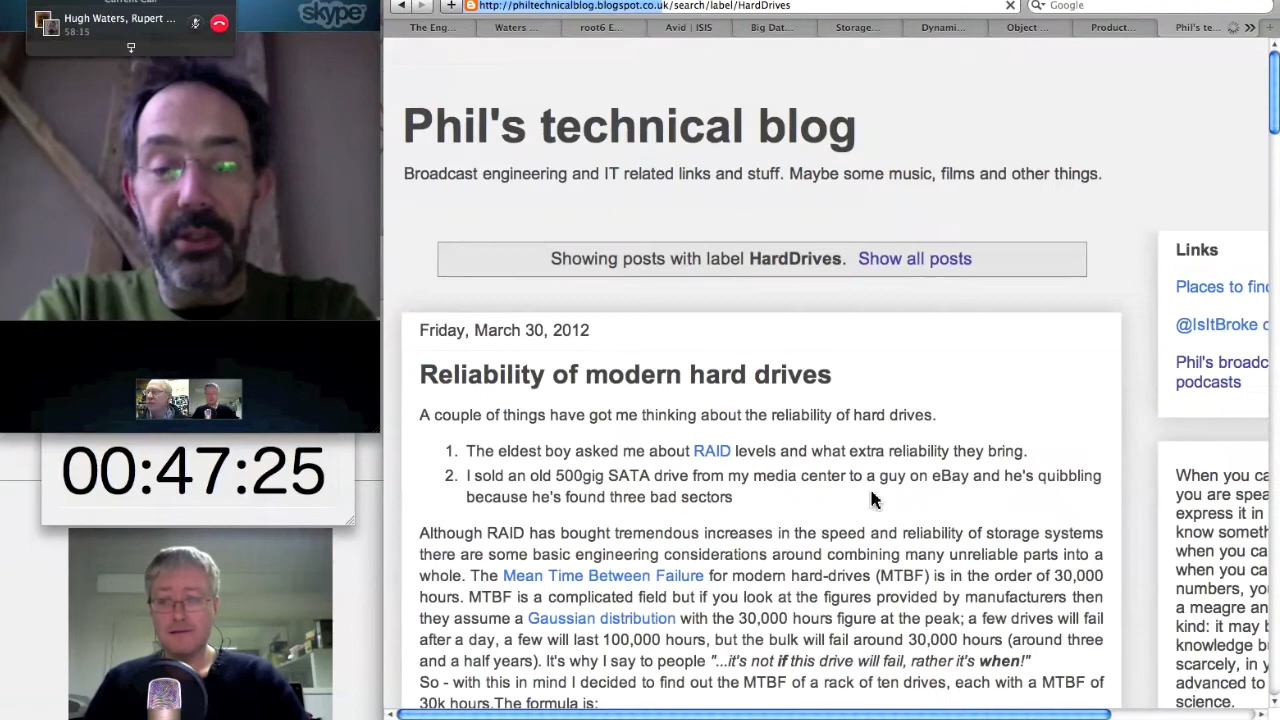 Current Call
Hugh Waters, Rupert ...
58:15
skype
http://philtechnicalblog.blogspot.co.uk/search/label/HardDrives
Google
The Eng...
Waters ...
root6 E...
Avid | ISIS
Big Dat...
Storage...
Dynami...
Object ...
Product...
Phil's te...
Phil's technical blog
Broadcast engineering and IT related links and stuff. Maybe some music, films and other things.
Showing posts with label HardDrives. Show all posts
Friday, March 30, 2012
Reliability of modern hard drives
A couple of things have got me thinking about the reliability of hard drives.
1. The eldest boy asked me about RAID levels and what extra reliability they bring.
2. I sold an old 500gig SATA drive from my media center to a guy on eBay and he's quibbling
because he's found three bad sectors
Although RAID has bought tremendous increases in the speed and reliability of storage systems
there are some basic engineering considerations around combining many unreliable parts into a
whole. The Mean Time Between Failure for modern hard-drives (MTBF) is in the order of 30,000
hours. MTBF is a complicated field but if you look at the figures provided by manufacturers then
they assume a Gaussian distribution with the 30,000 hours figure at the peak; a few drives will fail
after a day, a few will last 100,000 hours, but the bulk will fail around 30,000 hours (around three
and a half years). It's why I say to people "...it's not if this drive will fail, rather it's when!"
So - with this in mind I decided to find out the MTBF of a rack of ten drives, each with a MTBF of
30k hours.The formula is:
Links
Places to find
@IsItBroke
Phil's broadc
podcasts
When you ca
you are spea
express it in
know someth
when you ca
when you ca
numbers, yo
a meagre an
kind: it may b
knowledge b
scarcely, in y
advanced to
science.
00:47:25